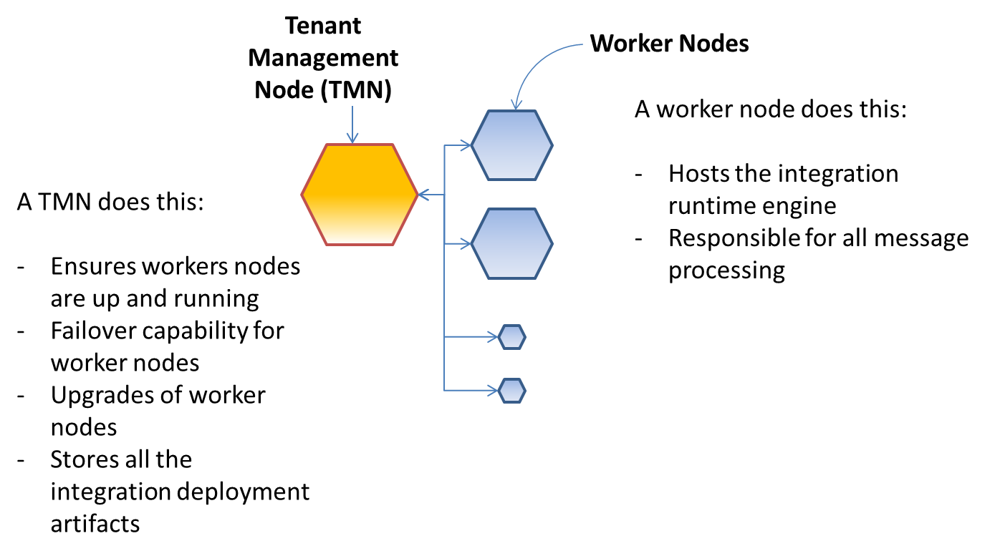 Tenant
Management
Node (TMN)
Worker Nodes
A worker node does this:
- Hosts the integration
runtime engine
- Responsible for all message
processing
A TMN does this:
- Ensures workers nodes
are up and running
- Failover capability for
worker nodes
- Upgrades of worker
nodes
- Stores all the
integration deployment
artifacts